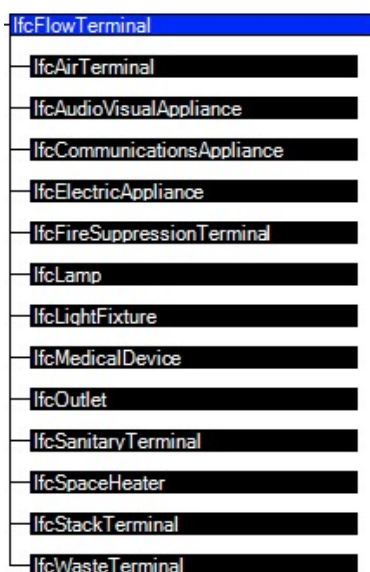 IfcFlowTerminal
IfcAirTerminal
IfcAudioVisualAppliance
IfcCommunicationsAppliance
IfcElectricAppliance
IfcFireSuppressionTerminal
IfcLamp
IfcLightFixture
IfcMedicalDevice
IfcOutlet
IfcSanitaryTerminal
IfcSpaceHeater
IfcStackTerminal
IfcWasteTerminal